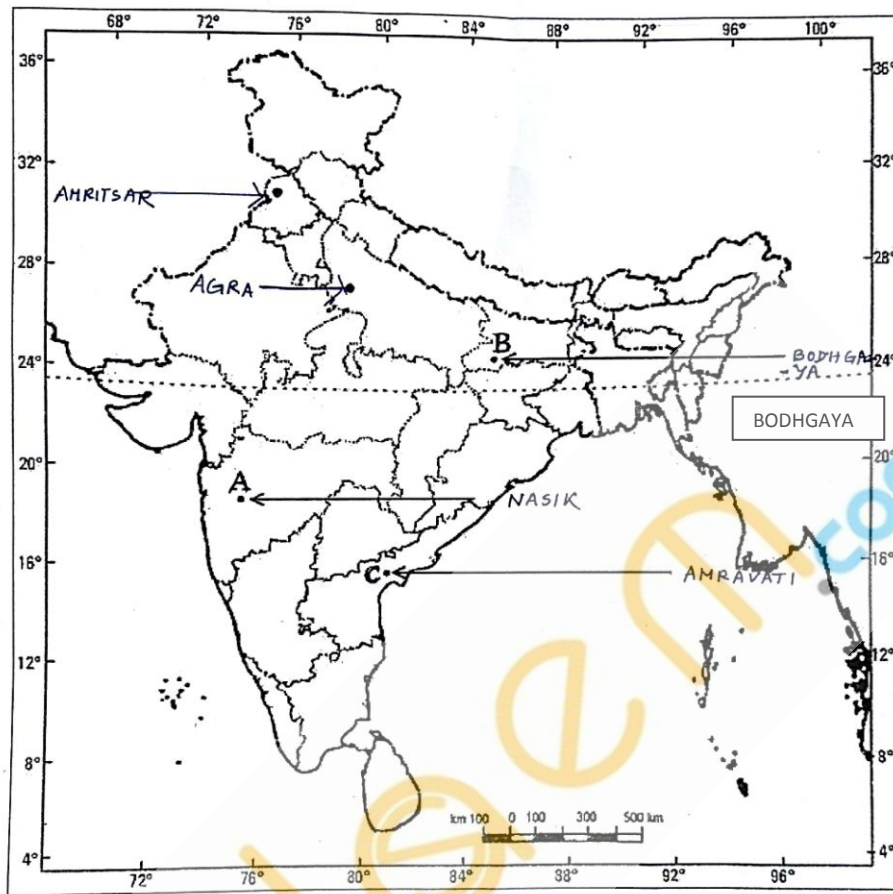 68° 72° 76° 80° 84° 88° 92° 96° 100°
36° 36°
32° 32°
AMRITSAR
28° 28°
AGRA
B
24° 24°
BODHGA
-YA
BODHGAYA
20° 20°
A
NASIK
16° 16°
C
AMRAVATI
12° 12°
8° 8°
km 100 0 100 300 500 km
4° 4°
72° 76° 80° 84° 88° 92° 96°